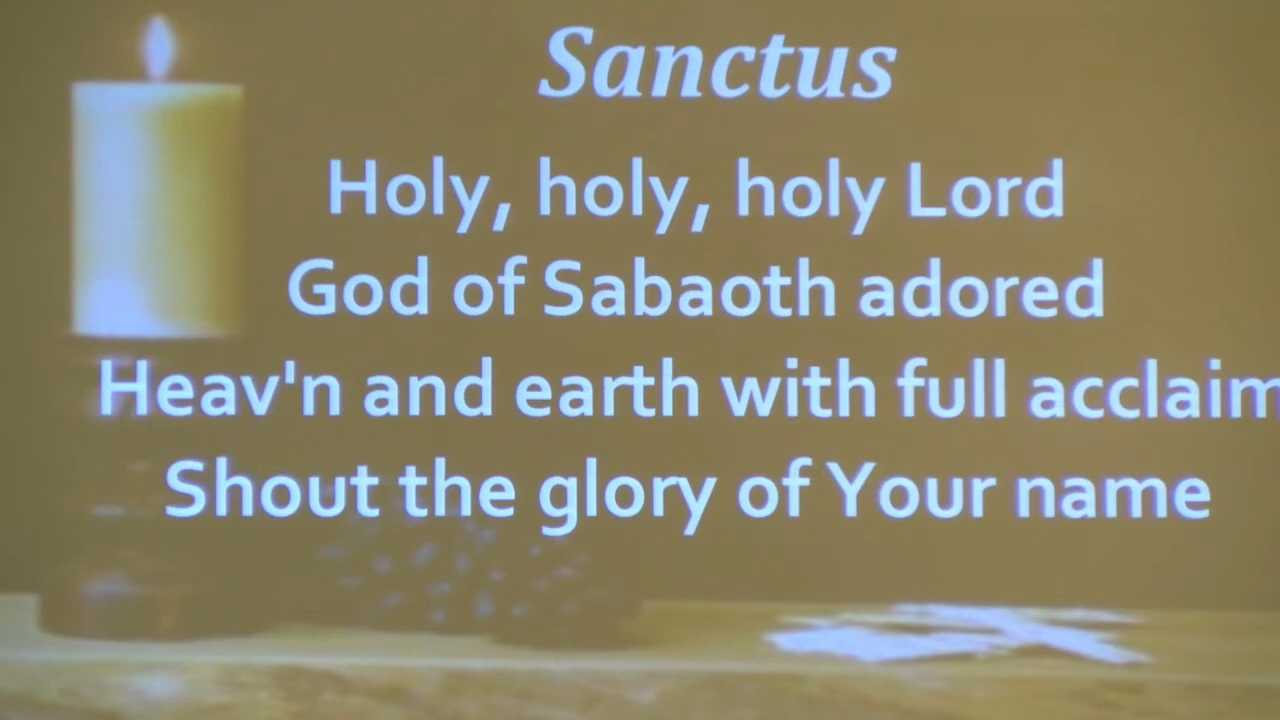 Sanctus
Holy, holy, holy Lord
God of Sabaoth adored
Heav'n and earth with full acclaim
Shout the glory of Your name